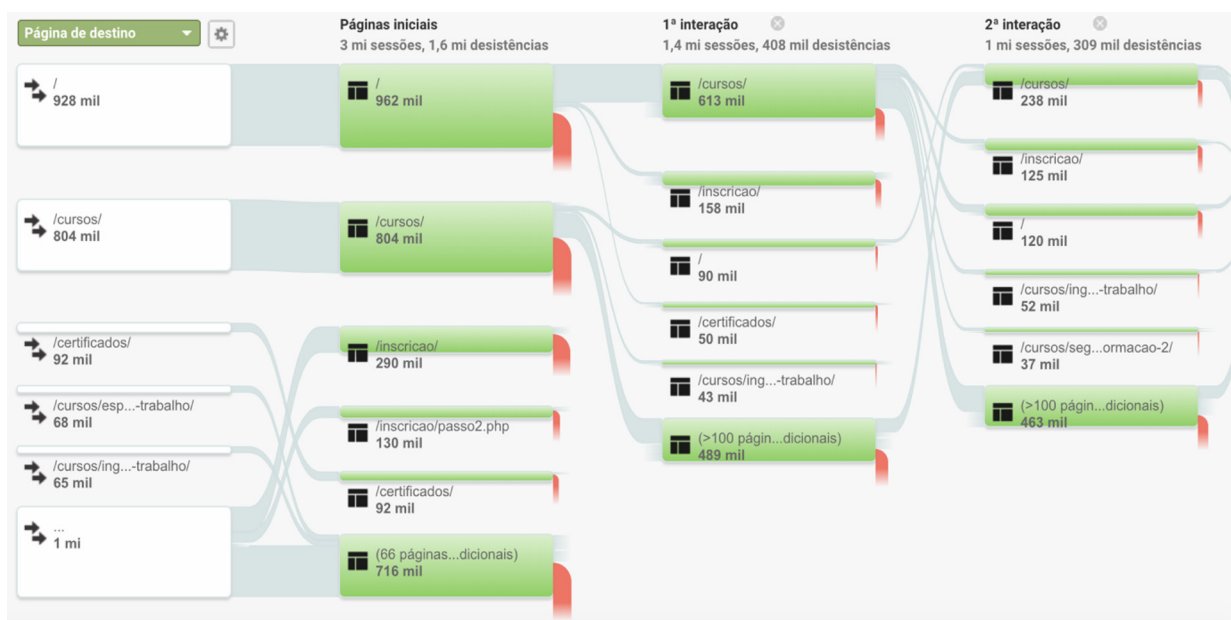 Página de destino
Páginas iniciais
3 mi sessões, 1,6 mi desistências
1ª interação
1,4 mi sessões, 408 mil desistências
2ª interação
1 mi sessões, 309 mil desistências
/
928 mil
/cursos/
804 mil
/certificados/
92 mil
/cursos/esp...-trabalho/
68 mil
/cursos/ing...-trabalho/
65 mil
...
1 mi
/
962 mil
/cursos/
804 mil
/inscricao/
290 mil
/inscricao/passo2.php
130 mil
/certificados/
92 mil
(66 páginas...dicionais)
716 mil
/cursos/
613 mil
/inscricao/
158 mil
/
90 mil
/certificados/
50 mil
/cursos/ing...-trabalho/
43 mil
(>100 págin...dicionais)
489 mil
/cursos/
238 mil
/inscricao/
125 mil
/
120 mil
/cursos/ing...-trabalho/
52 mil
/cursos/seg...ormacao-2/
37 mil
(>100 págin...dicionais)
463 mil